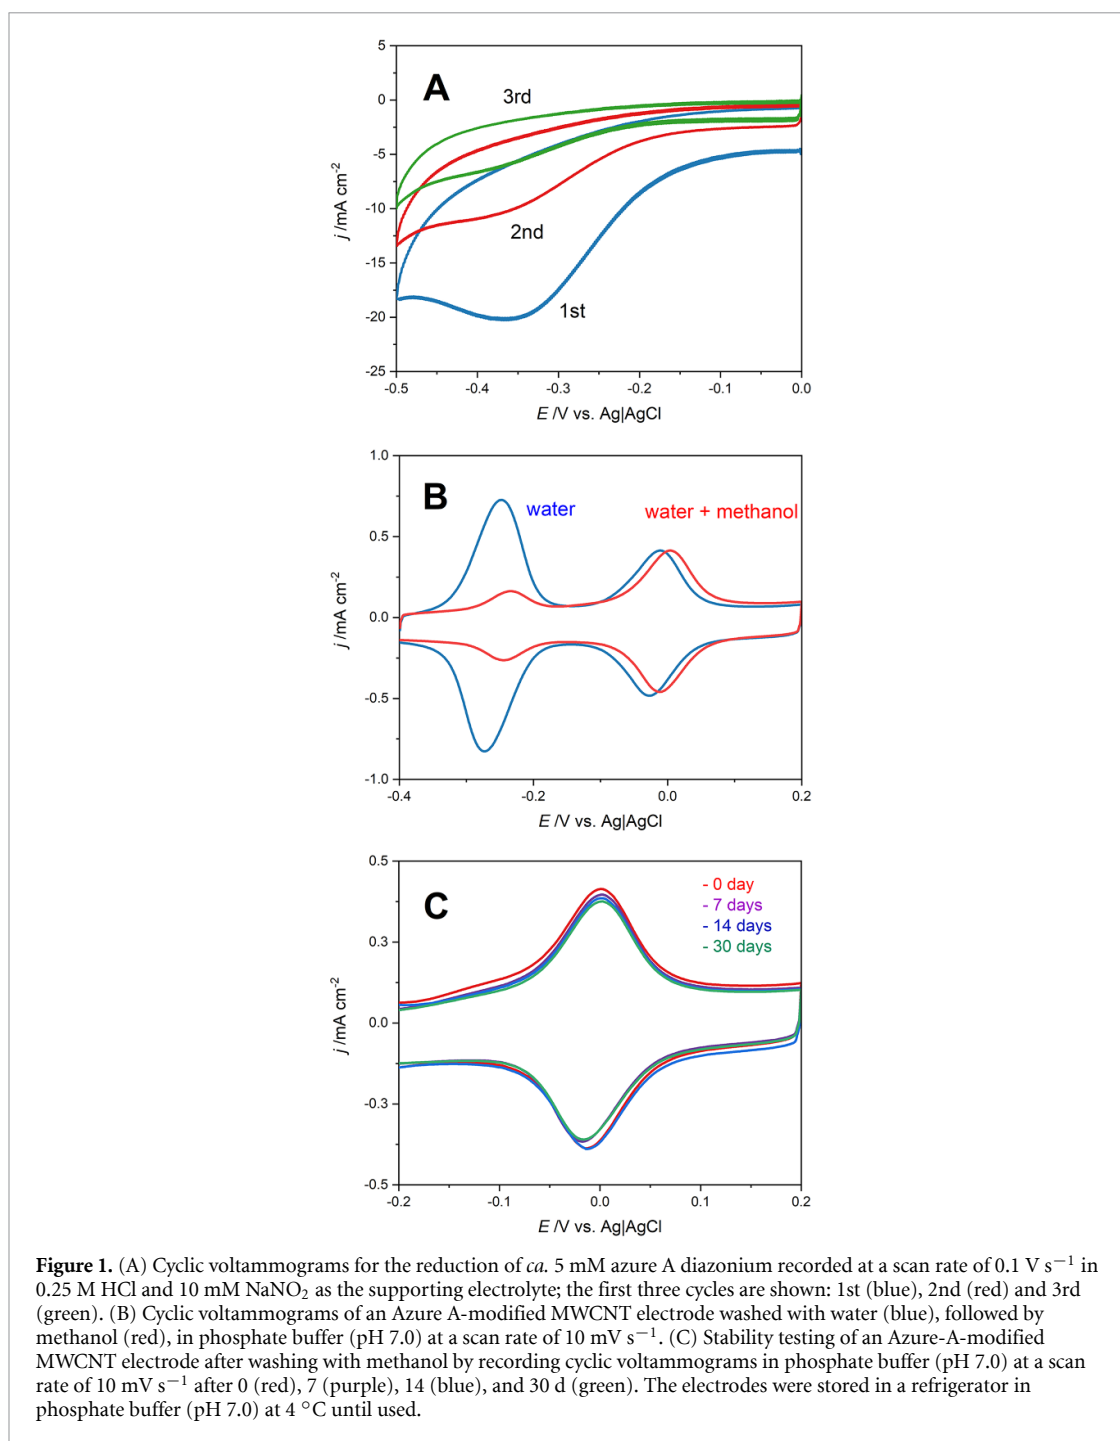 5
0
-5
-10
-15
-20
-25
j /mA cm⁻²
A
3rd
2nd
1st
-0.5 -0.4 -0.3 -0.2 -0.1 0.0
E /V vs. Ag|AgCl
1.0
0.5
0.0
-0.5
-1.0
j /mA cm⁻²
B
water
water + methanol
-0.4 -0.2 0.0 0.2
E /V vs. Ag|AgCl
0.5
0.3
0.0
-0.3
-0.5
j /mA cm⁻²
C
- 0 day
- 7 days
- 14 days
- 30 days
-0.2 -0.1 0.0 0.1 0.2
E /V vs. Ag|AgCl
Figure 1. (A) Cyclic voltammograms for the reduction of ca. 5 mM azure A diazonium recorded at a scan rate of 0.1 V s⁻¹ in
0.25 M HCl and 10 mM NaNO₂ as the supporting electrolyte; the first three cycles are shown: 1st (blue), 2nd (red) and 3rd
(green). (B) Cyclic voltammograms of an Azure A-modified MWCNT electrode washed with water (blue), followed by
methanol (red), in phosphate buffer (pH 7.0) at a scan rate of 10 mV s⁻¹. (C) Stability testing of an Azure-A-modified
MWCNT electrode after washing with methanol by recording cyclic voltammograms in phosphate buffer (pH 7.0) at a scan
rate of 10 mV s⁻¹ after 0 (red), 7 (purple), 14 (blue), and 30 d (green). The electrodes were stored in a refrigerator in
phosphate buffer (pH 7.0) at 4 °C until used.